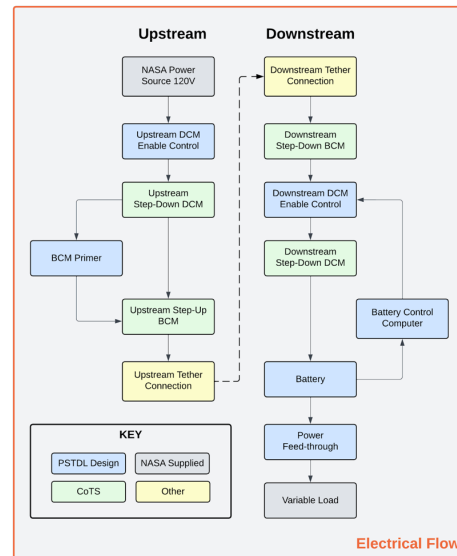 Upstream
Downstream
NASA Power
Source 120V
Upstream DCM
Enable Control
Upstream
Step-Down DCM
BCM Primer
Upstream Step-Up
BCM
Upstream Tether
Connection
Downstream Tether
Connection
Downstream
Step-Down BCM
Downstream DCM
Enable Control
Downstream
Step-Down DCM
Battery Control
Computer
Battery
Power
Feed-through
Variable Load
KEY
PSTDL Design
NASA Supplied
CoTS
Other
Electrical Flow